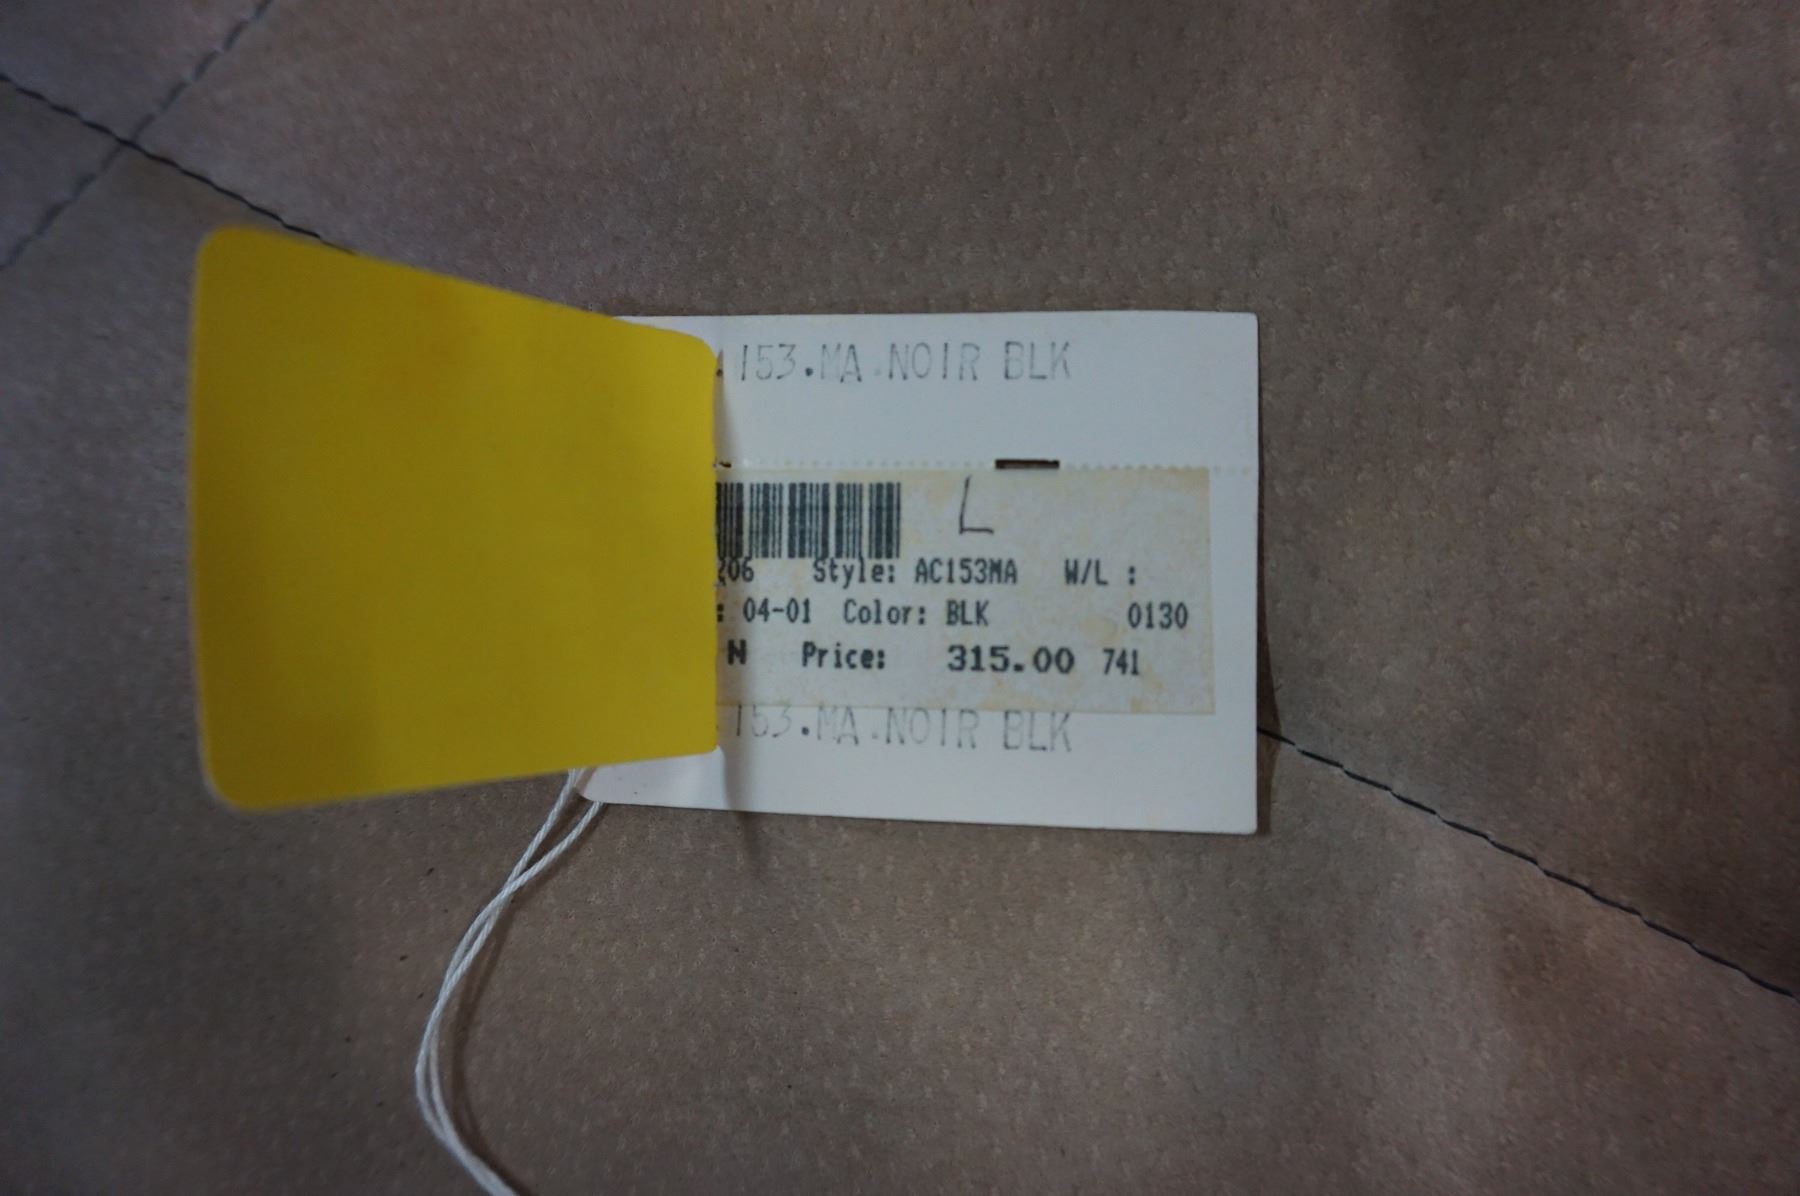 .153.MA.NOIR BLK
L
206 Style: AC153MA W/L :
: 04-01 Color: BLK 0130
N Price: 315.00 741
153.MA.NOIR BLK